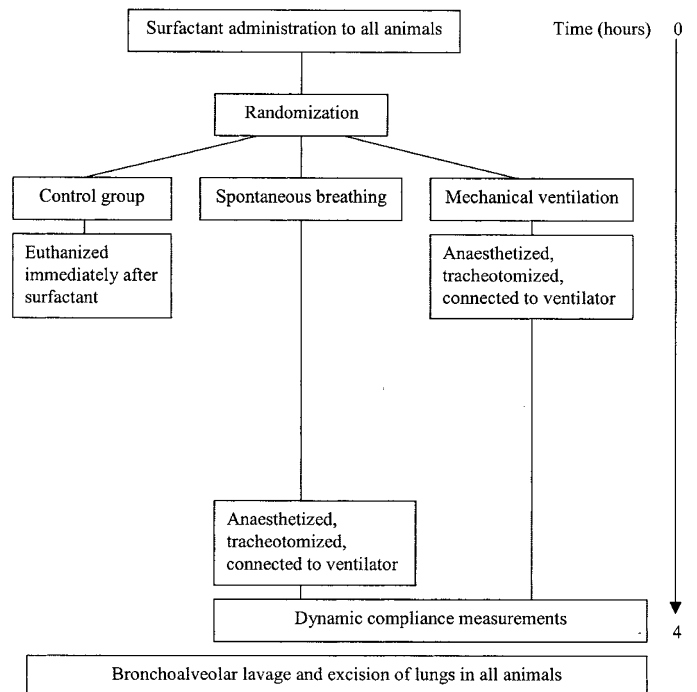 Surfactant administration to all animals
Time (hours) 0
Randomization
Control group
Spontaneous breathing
Mechanical ventilation
Euthanized
immediately after
surfactant
Anaesthetized,
tracheotomized,
connected to ventilator
Anaesthetized,
tracheotomized,
connected to ventilator
Dynamic compliance measurements
4
Bronchoalveolar lavage and excision of lungs in all animals